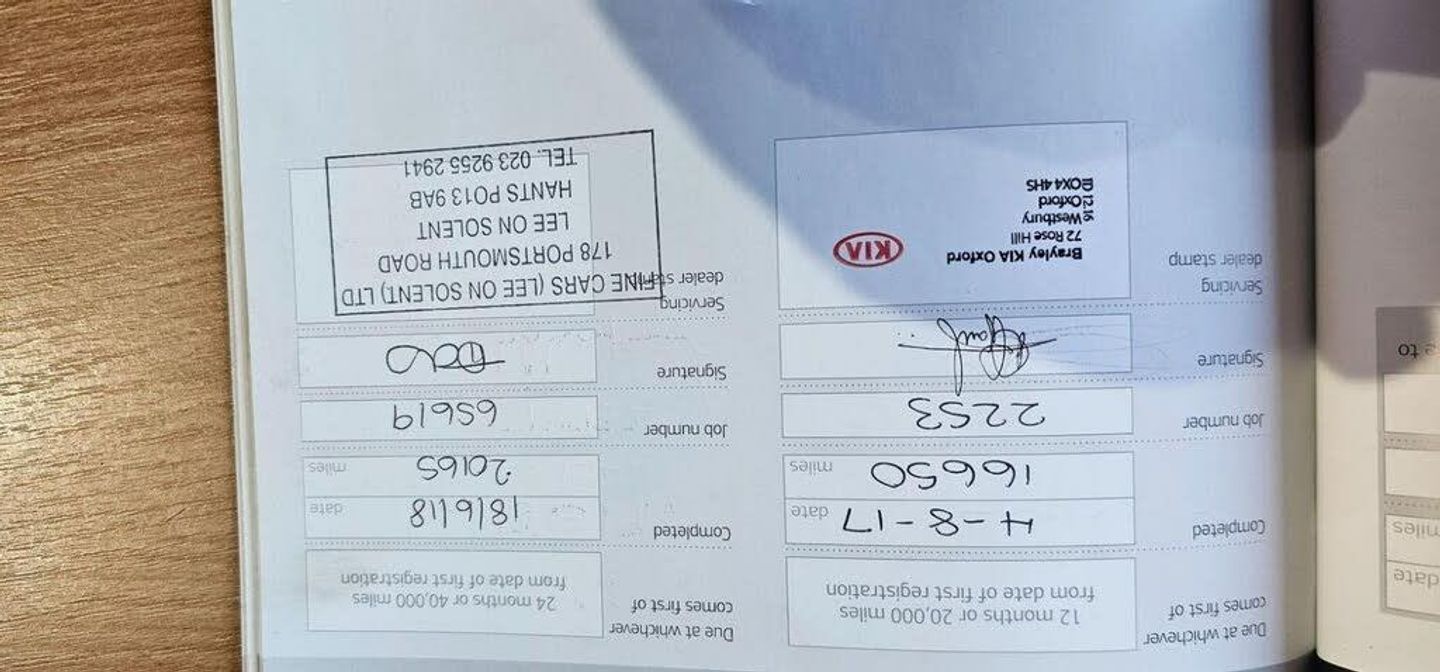 date
miles
e to
Due at whichever
comes first of
12 months or 20,000 miles
from date of first registration
Completed
4-8-17 date
16650 miles
Job number
2253
Signature
Servicing
dealer stamp
Brayley KIA Oxford
72 Rose Hill
Westbury
Oxford
OX4 4HS
KIA
Due at whichever
comes first of
24 months or 40,000 miles
from date of first registration
Completed
18/6/18 date
20165 miles
Job number
65619
Signature
Servicing
dealer stamp
FINE CARS (LEE ON SOLENT) LTD
178 PORTSMOUTH ROAD
LEE ON SOLENT
HANTS PO13 9AB
TEL. 023 9255 2941